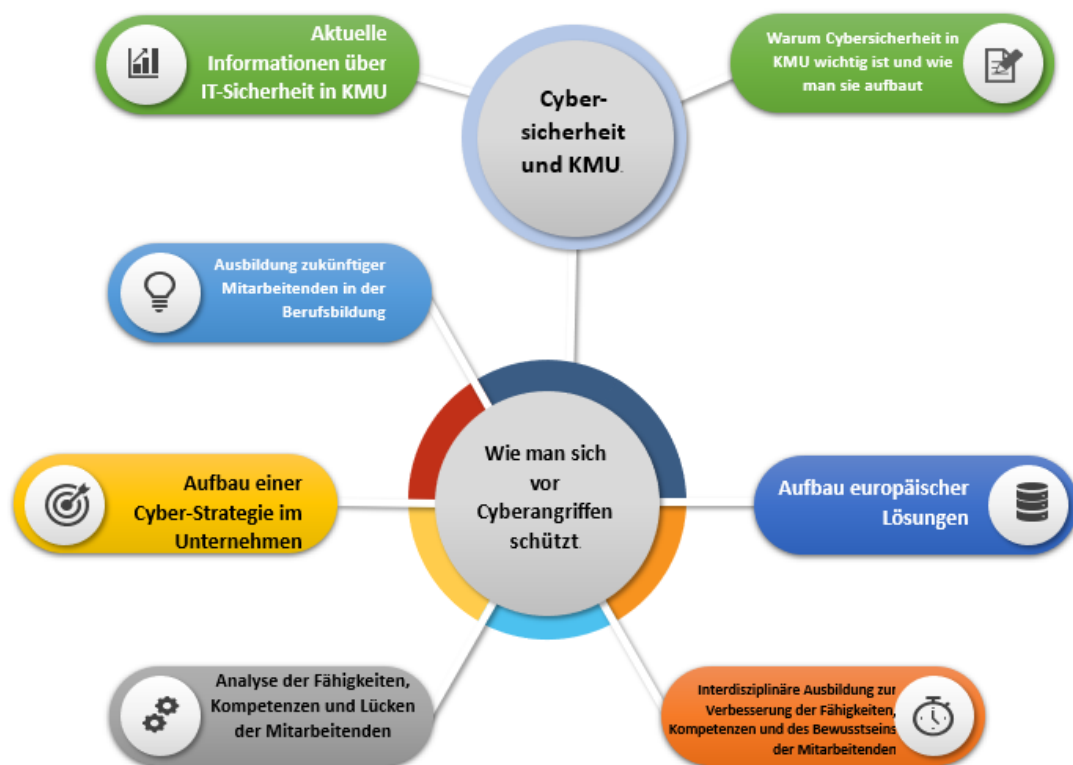 Aktuelle
Informationen über
IT-Sicherheit in KMU
Cyber-
sicherheit
und KMU.
Warum Cybersicherheit in
KMU wichtig ist und wie
man sie aufbaut
Ausbildung zukünftiger
Mitarbeitenden in der
Berufsbildung
Wie man sich
vor
Cyberangriffen
schützt.
Aufbau einer
Cyber-Strategie im
Unternehmen
Aufbau europäischer
Lösungen
Analyse der Fähigkeiten,
Kompetenzen und Lücken
der Mitarbeitenden
Interdisziplinäre Ausbildung zur
Verbesserung der Fähigkeiten,
Kompetenzen und des Bewusstseins
der Mitarbeitenden